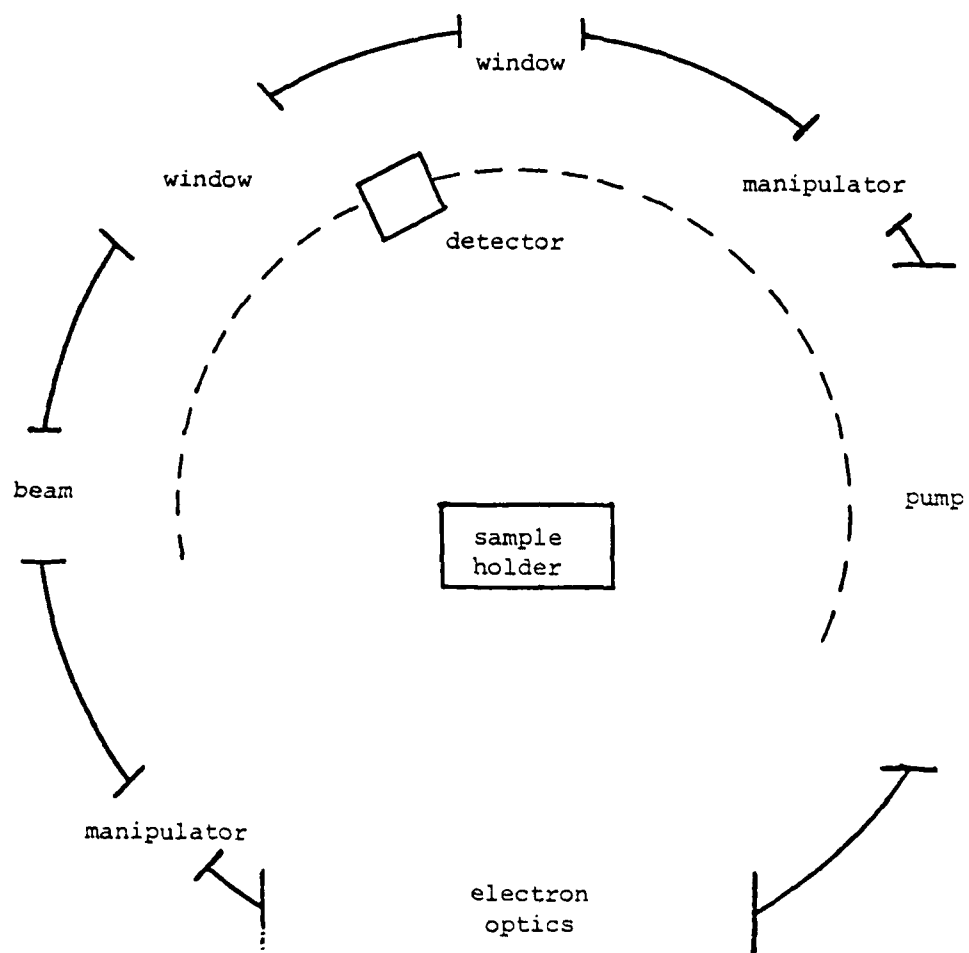 window
window
manipulator
detector
beam
pump
sample
holder
manipulator
electron
optics